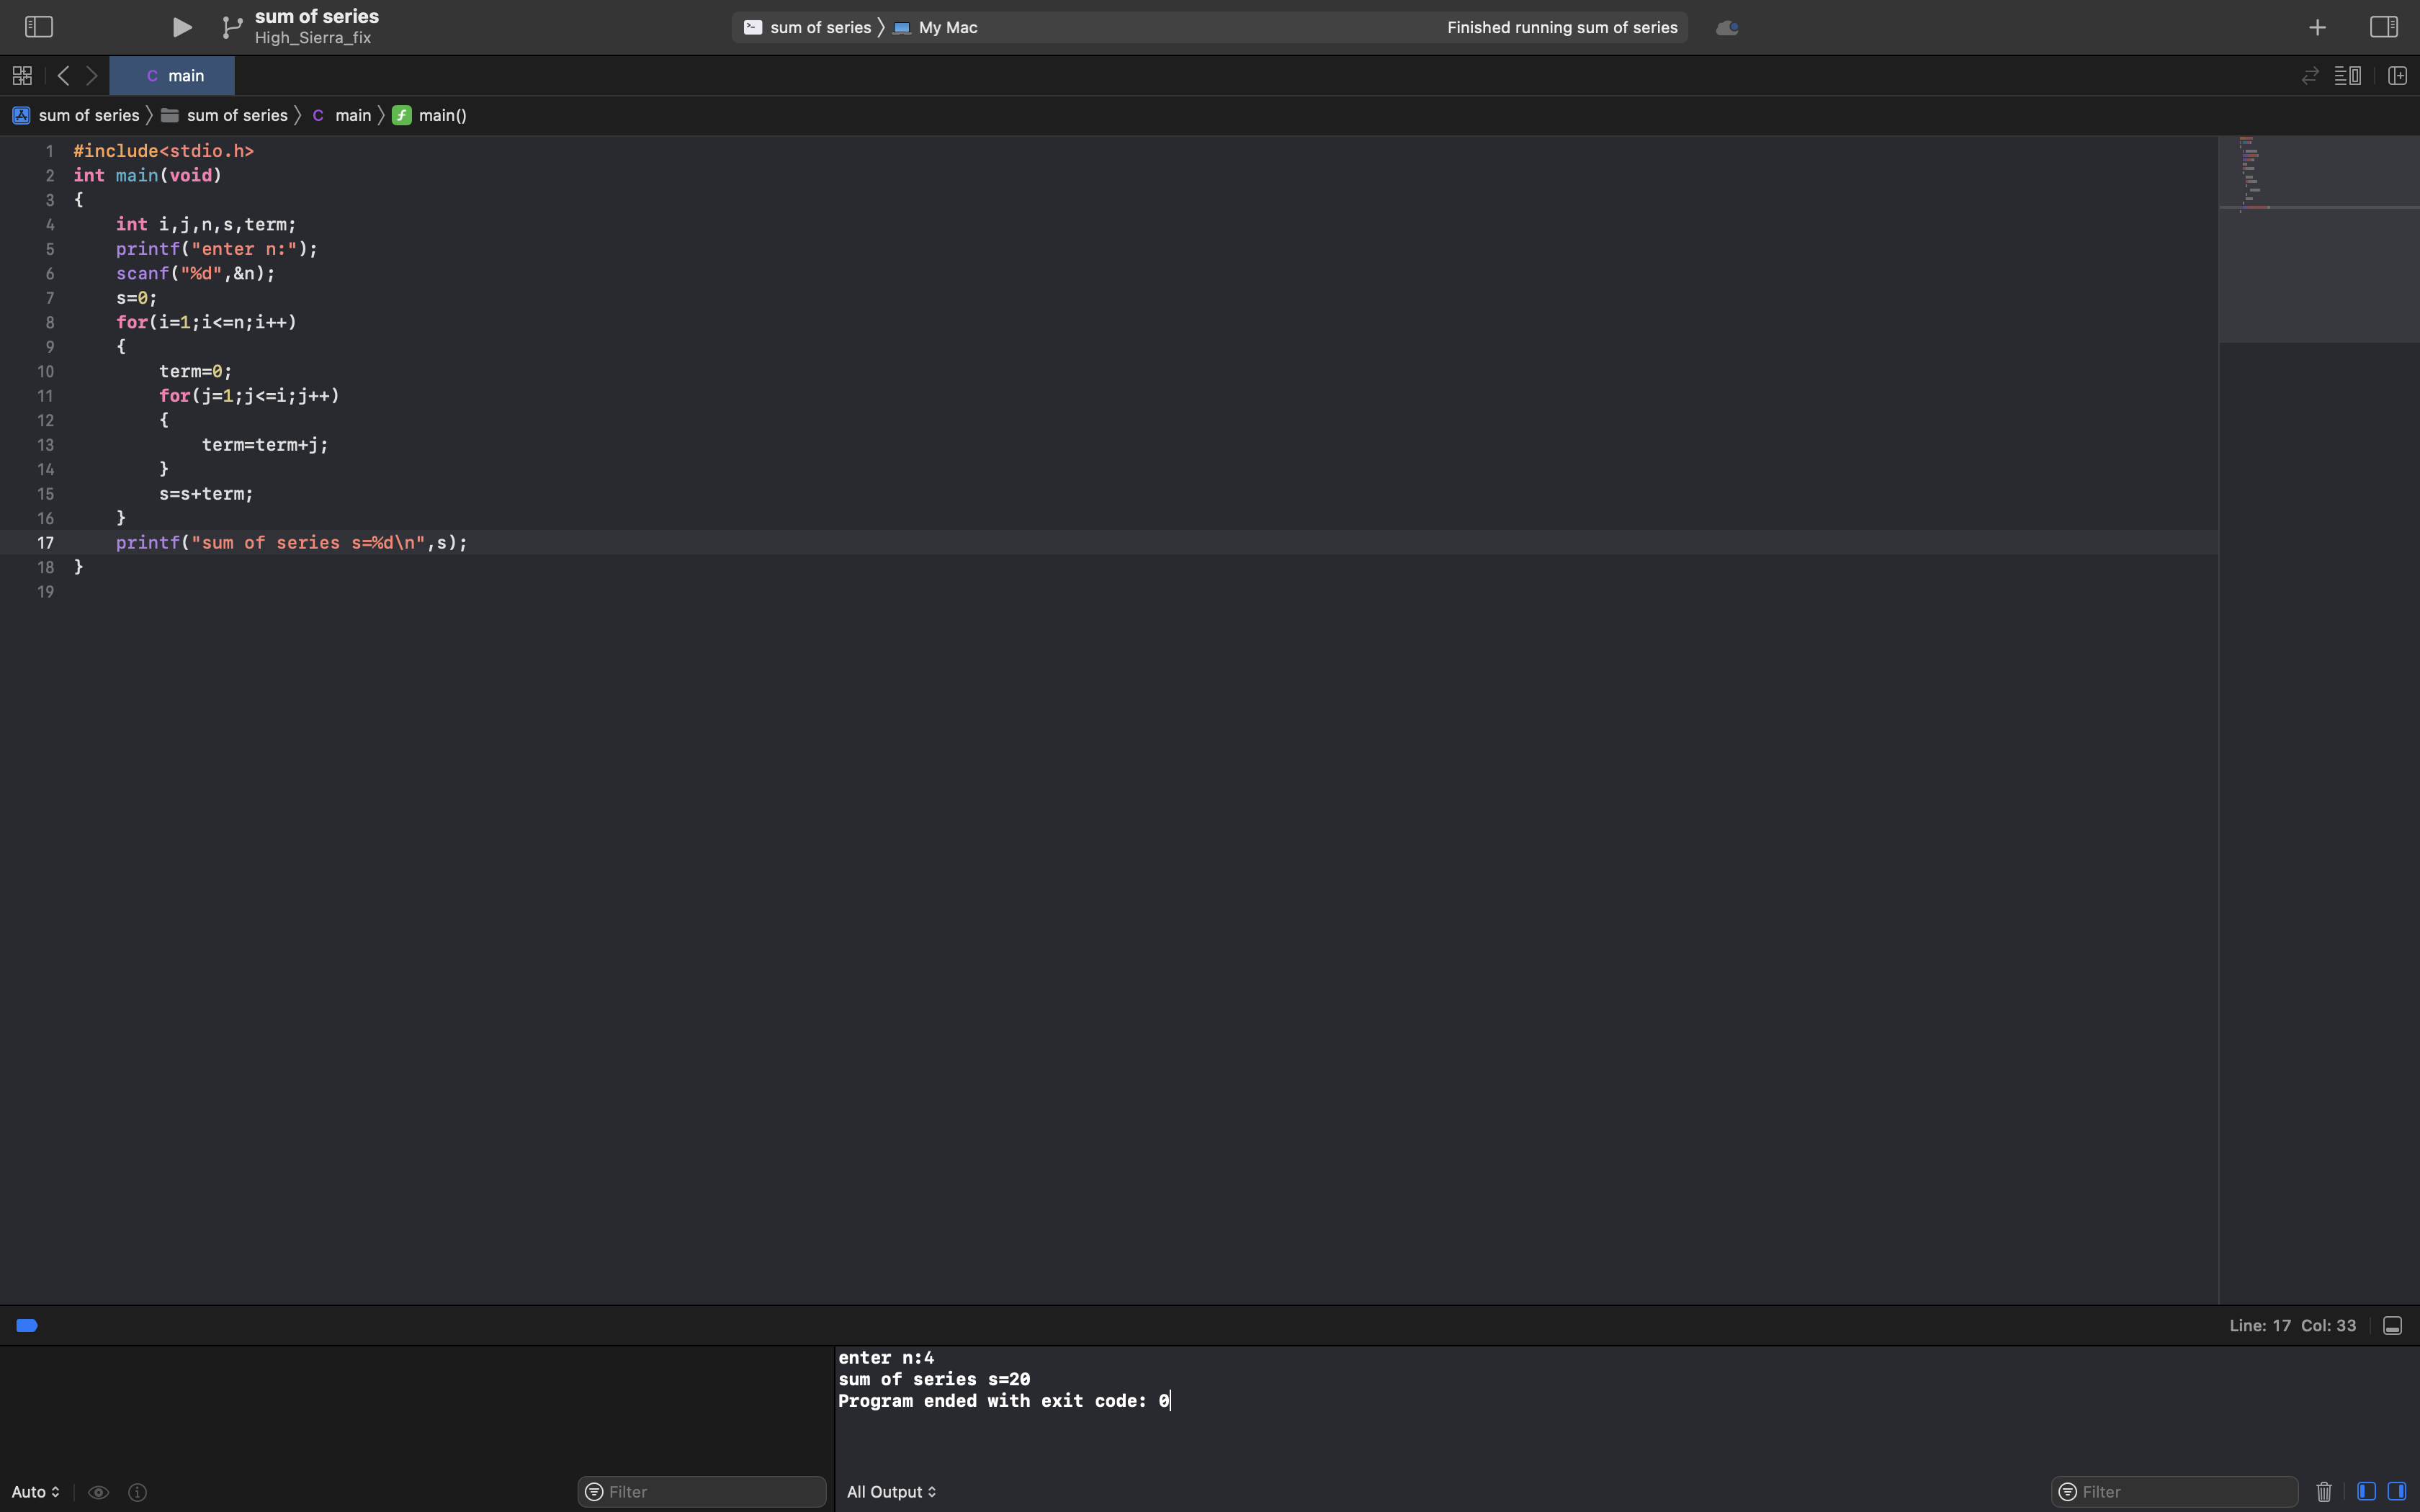 sum of series
High_Sierra_fix
sum of series My Mac Finished running sum of series
C main
sum of series sum of series C main main()
1 #include<stdio.h>
2 int main(void)
3 {
4 int i,j,n,s,term;
5 printf("enter n:");
6 scanf("%d",&n);
7 s=0;
8 for(i=1;i<=n;i++)
9 {
10 term=0;
11 for(j=1;j<=i;j++)
12 {
13 term=term+j;
14 }
15 s=s+term;
16 }
17 printf("sum of series s=%d\n",s);
18 }
19
Line: 17 Col: 33
enter n:4
sum of series s=20
Program ended with exit code: 0
Auto Filter All Output Filter